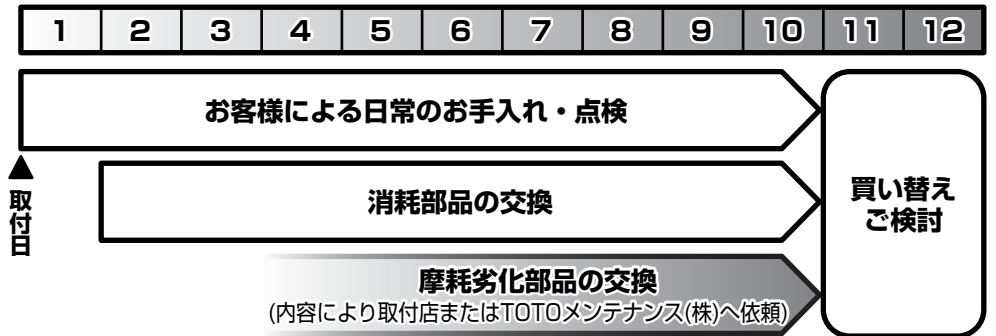 1 2 3 4 5 6 7 8 9 10 11 12
お客様による日常のお手入れ・点検
取付日
消耗部品の交換
買い替え
ご検討
摩耗劣化部品の交換
(内容により取付店またはTOTOメンテナンス(株)へ依頼)